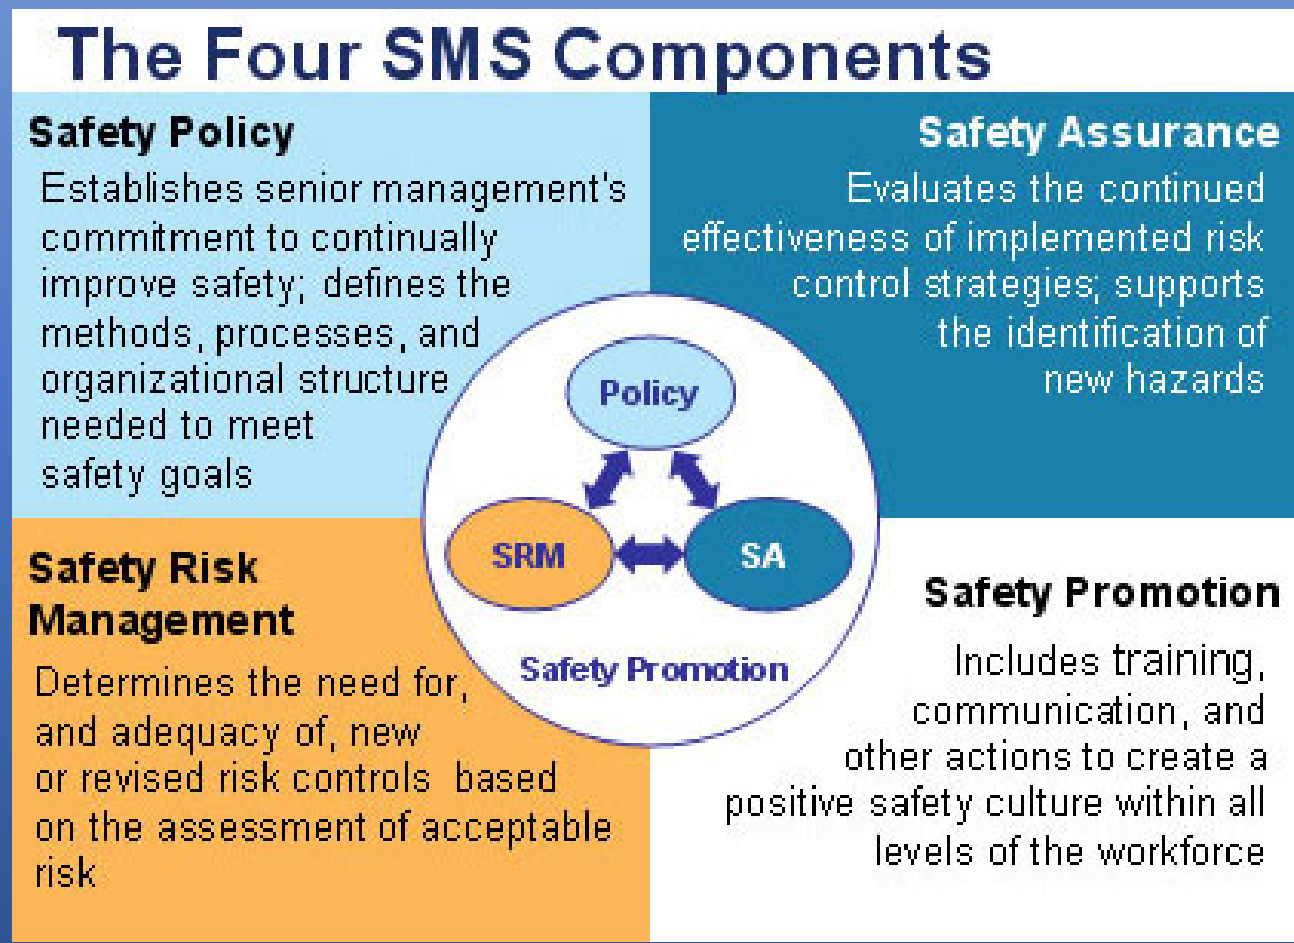 The Four SMS Components
Safety Policy
Establishes senior management's
commitment to continually
improve safety; defines the
methods, processes, and
organizational structure
needed to meet
safety goals
Safety Assurance
Evaluates the continued
effectiveness of implemented risk
control strategies; supports
the identification of
new hazards
Policy
SRM
SA
Safety Promotion
Safety Risk
Management
Determines the need for,
and adequacy of, new
or revised risk controls based
on the assessment of acceptable
risk
Safety Promotion
Includes training,
communication, and
other actions to create a
positive safety culture within all
levels of the workforce